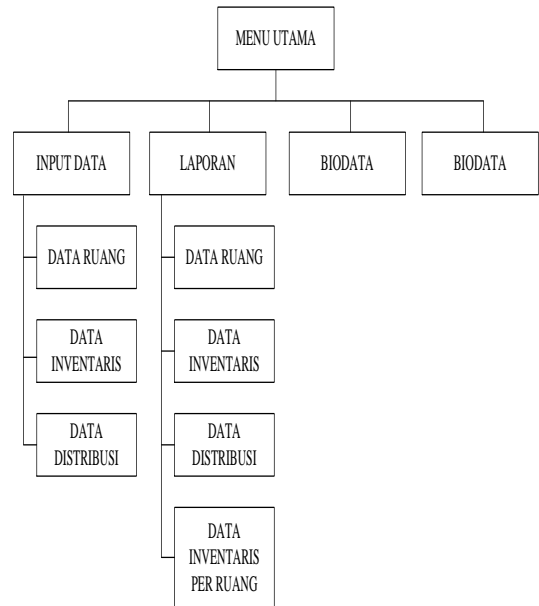 MENU UTAMA
INPUT DATA
LAPORAN
BIODATA
BIODATA
DATA RUANG
DATA
INVENTARIS
DATA
DISTRIBUSI
DATA RUANG
DATA
INVENTARIS
DATA
DISTRIBUSI
DATA
INVENTARIS
PER RUANG